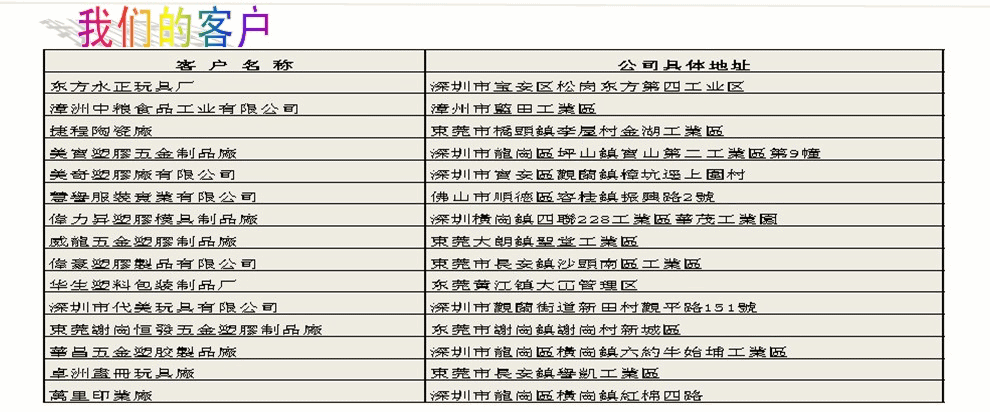 我们的客户
客 户 名 称 公司具体地址
东方永正玩具厂 深圳市宝安区松岗东方第四工业区
漳洲中粮食品工业有限公司 漳州市藍田工業區
捷程陶瓷廠 東莞市橋頭鎮李屋村金湖工業區
美寶塑膠五金制品廠 深圳市龍崗區坪山鎮寶山第二工業區第9幢
美奇塑膠廠有限公司 深圳市寶安區觀蘭鎮樟坑逕上圍村
慧譽服裝實業有限公司 佛山市順德區容桂鎮振興路2號
偉力昇塑膠模具制品廠 深圳橫崗鎮四聯228工業區華茂工業園
威龍五金塑膠制品廠 東莞大朗鎮聖堂工業區
偉豪塑膠製品有限公司 東莞市長安鎮沙頭南區工業區
华生塑料包装制品厂 东莞黄江镇大冚管理区
深圳市代美玩具有限公司 深圳市觀蘭街道新田村觀平路151號
東莞謝崗恒發五金塑膠制品廠 东莞市謝崗鎮謝崗村新城區
華昌五金塑胶製品廠 深圳市龍崗區橫崗鎮六約牛始埔工業區
卓洲畫冊玩具廠 東莞市長安鎮譽凱工業區
萬里印業廠 深圳市龍崗區橫崗鎮紅棉四路